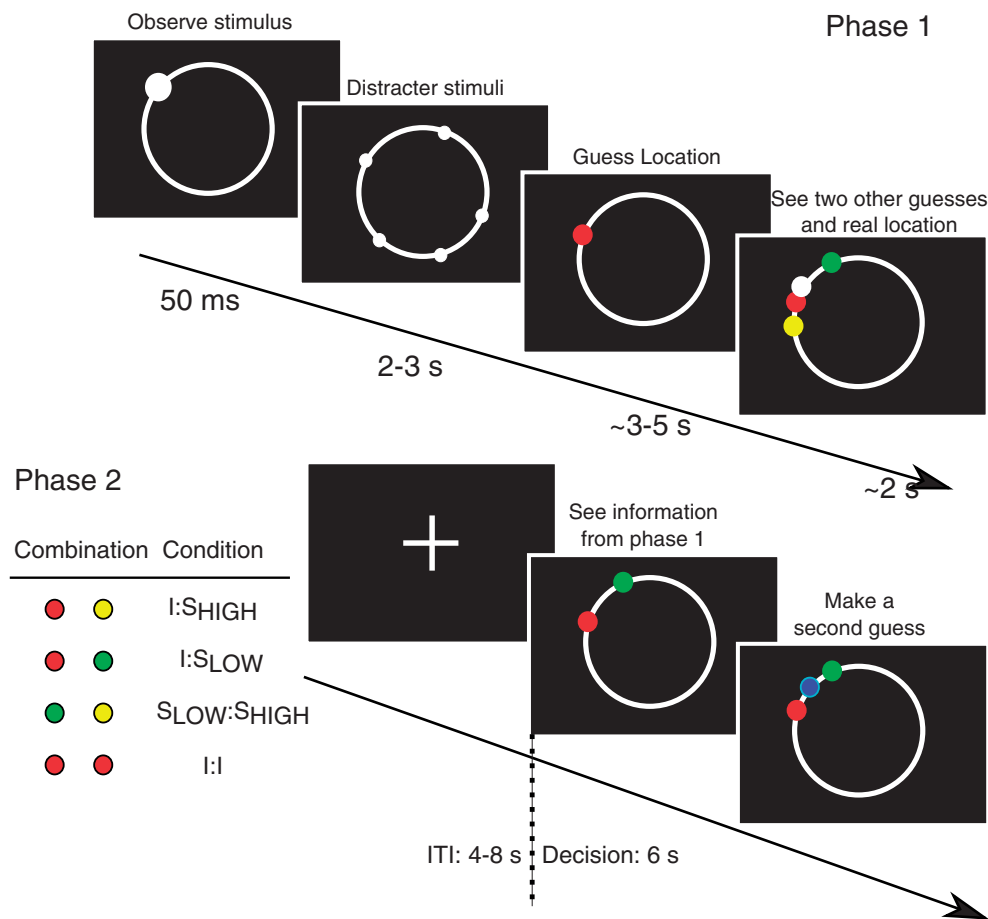 Phase 1
Observe stimulus
Distracter stimuli
Guess Location
See two other guesses
and real location
50 ms
2-3 s
~3-5 s
~2 s
Phase 2
Combination Condition
I:SHIGH
I:SLOW
SLOW:SHIGH
I:I
See information
from phase 1
Make a
second guess
ITI: 4-8 s
Decision: 6 s